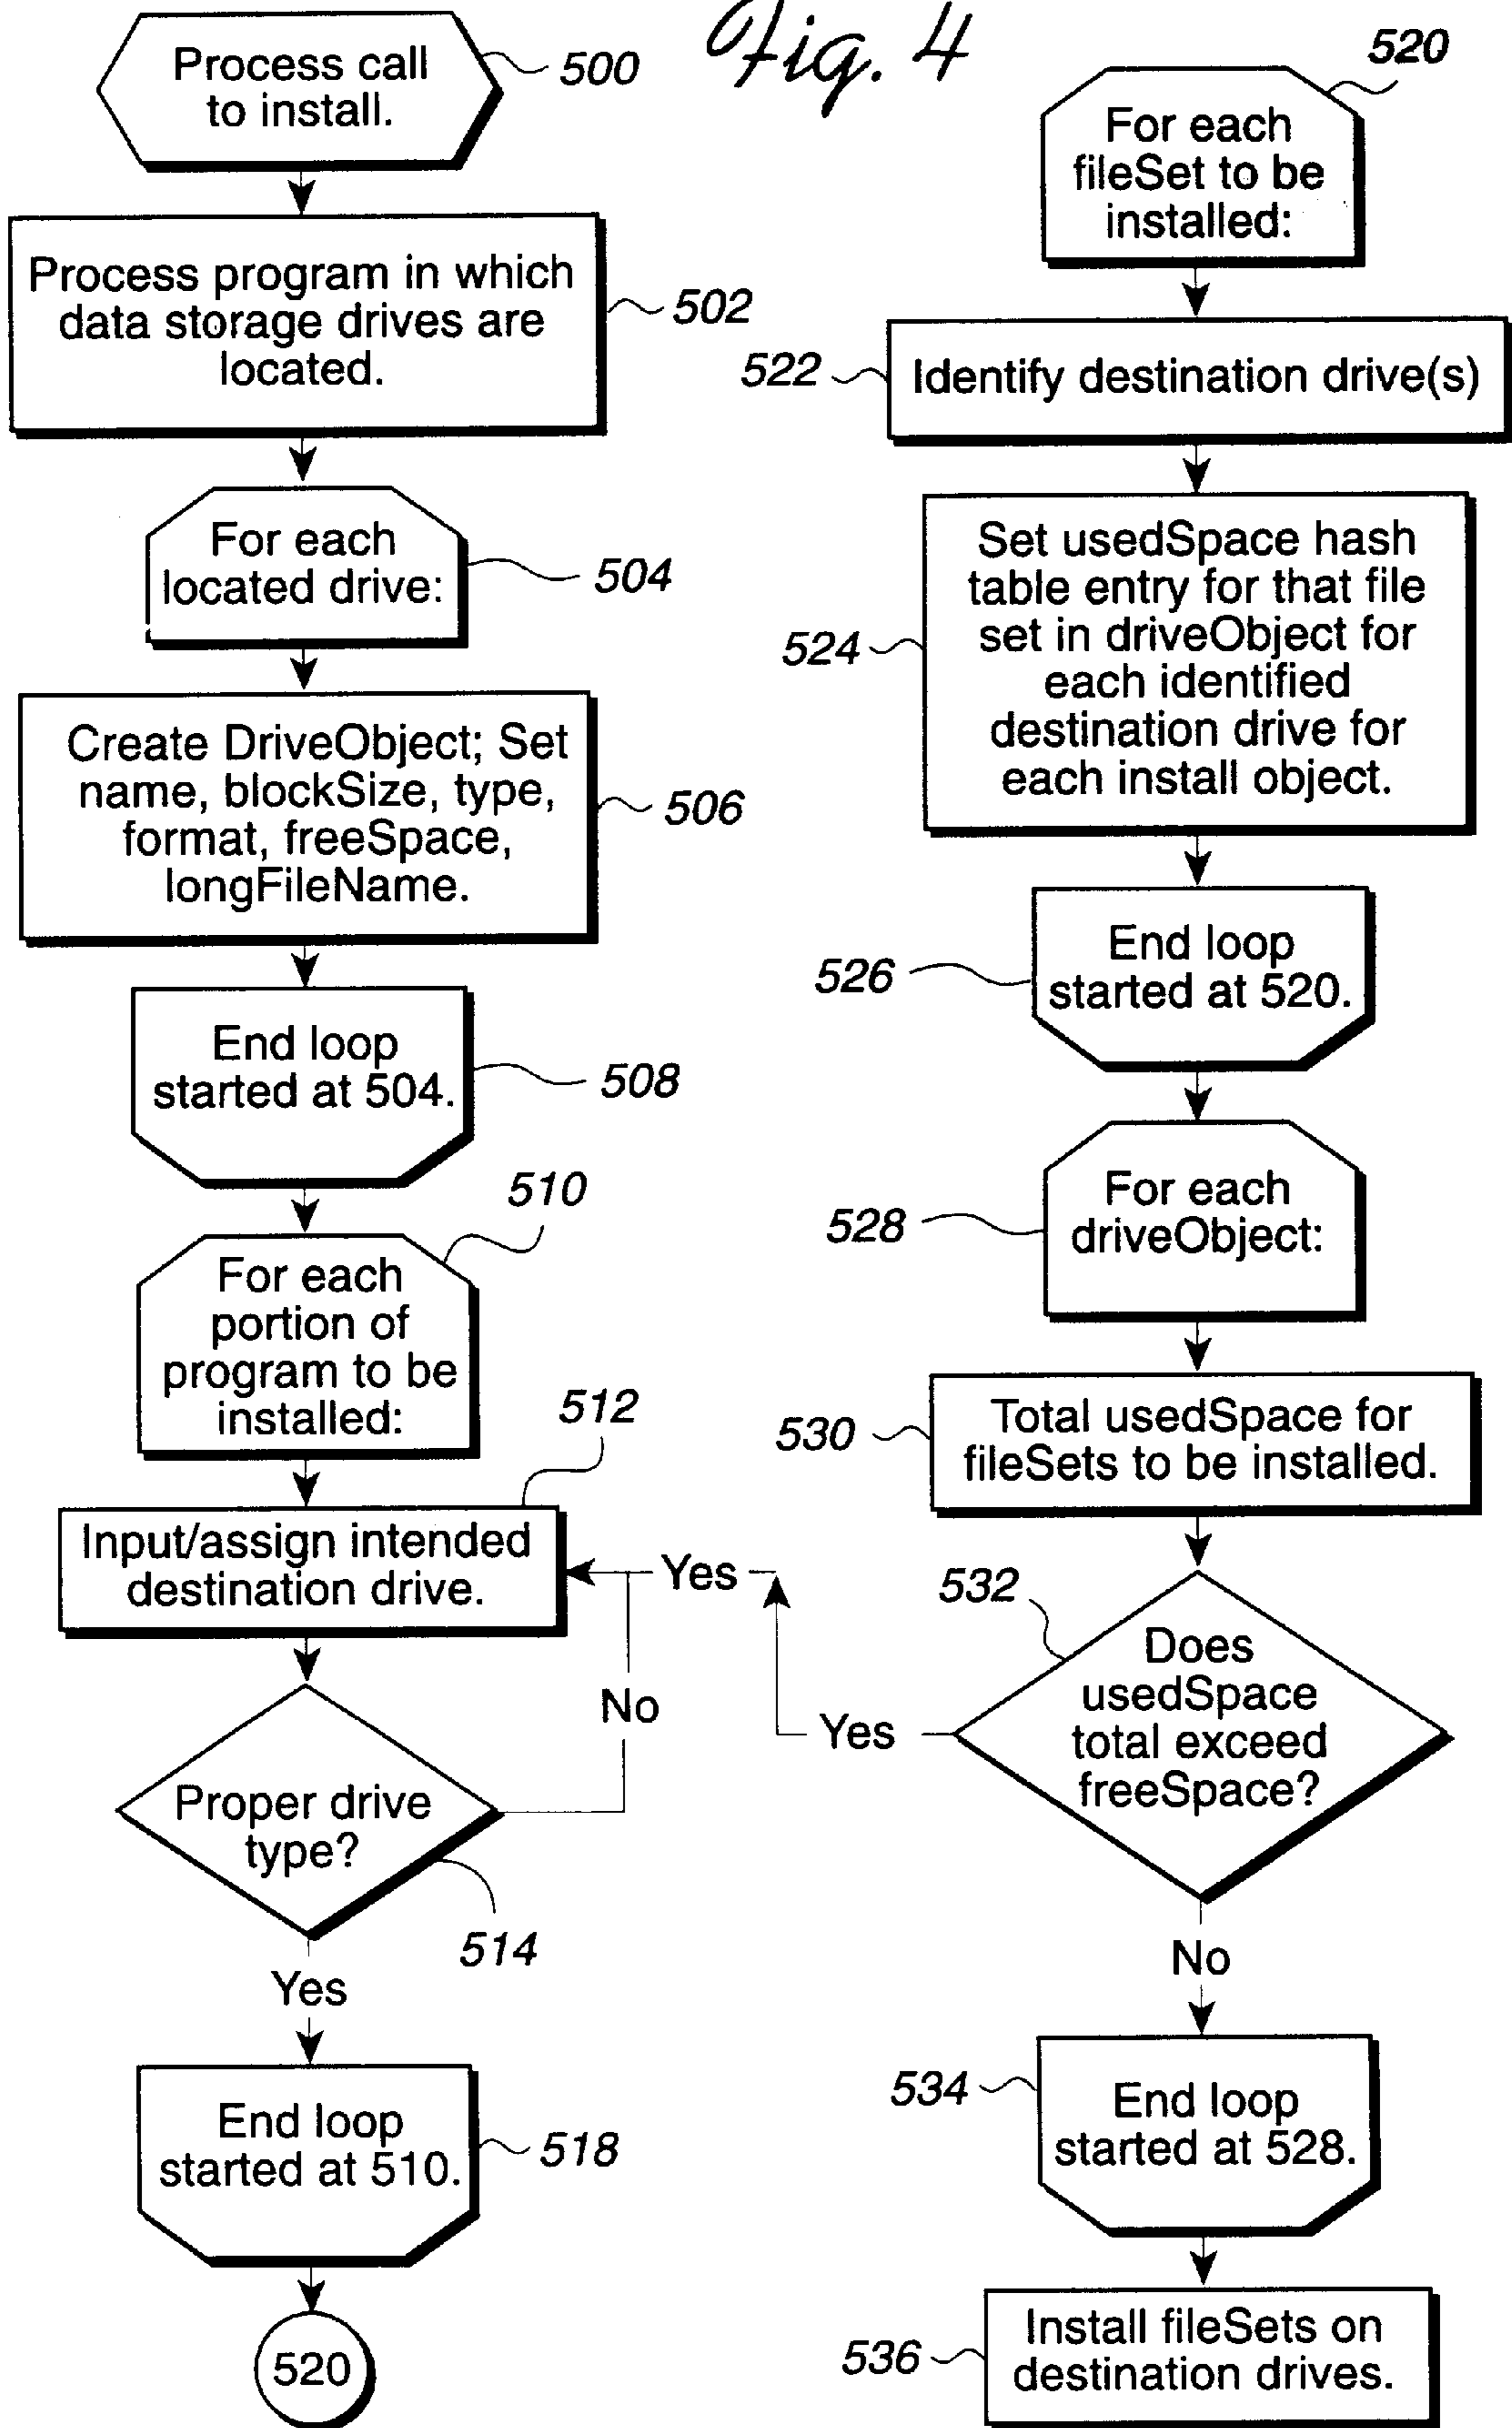 Fig. 4
Process call
to install.
500
Process program in which
data storage drives are
located.
502
For each
located drive:
504
Create DriveObject; Set
name, blockSize, type,
format, freeSpace,
longFileName.
506
End loop
started at 504.
508
510
For each
portion of
program to be
installed:
512
Input/assign intended
destination drive.
Proper drive
type?
No
514
Yes
End loop
started at 510.
518
520
520
For each
fileSet to be
installed:
522
Identify destination drive(s)
524
Set usedSpace hash
table entry for that file
set in driveObject for
each identified
destination drive for
each install object.
526
End loop
started at 520.
528
For each
driveObject:
530
Total usedSpace for
fileSets to be installed.
532
Does
usedSpace
total exceed
freeSpace?
Yes
Yes
No
534
End loop
started at 528.
536
Install fileSets on
destination drives.